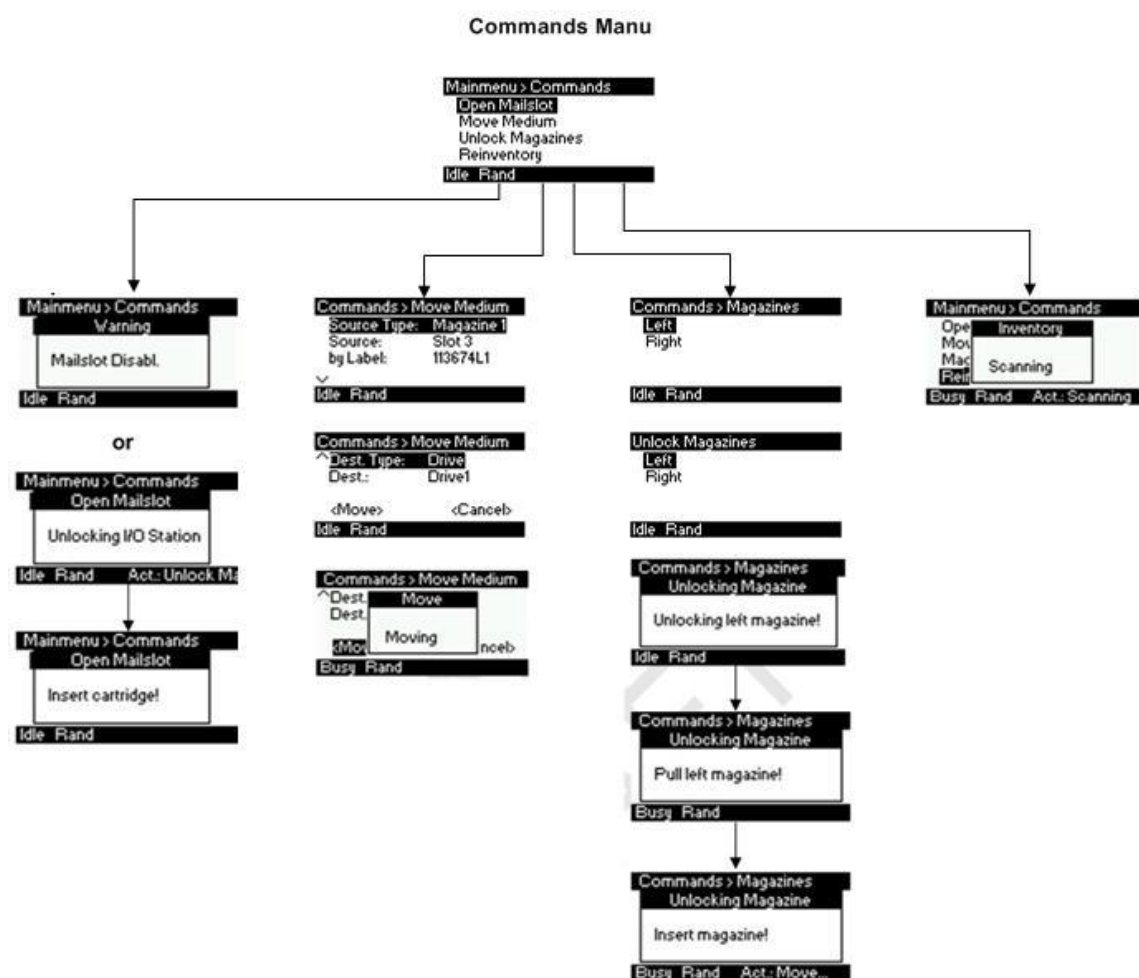 Commands Manu
Mainmenu > Commands
Open Mailslot
Move Medium
Unlock Magazines
Reinventory
Idle Rand
Mainmenu > Commands
Warning
Mailslot Disabl.
Idle Rand
or
Mainmenu > Commands
Open Mailslot
Unlocking I/O Station
Idle Rand Act.: Unlock Ma
Mainmenu > Commands
Open Mailslot
Insert cartridge!
Idle Rand
Commands > Move Medium
Source Type: Magazine 1
Source: Slot 3
by Label: 113674L1
Idle Rand
Commands > Move Medium
Dest. Type: Drive
Dest.: Drive1
<Move> <Cancel>
Idle Rand
Commands > Move Medium
Dest. Move
Dest.
Moving
<Mov ncel>
Busy Rand
Commands > Magazines
Left
Right
Idle Rand
Unlock Magazines
Left
Right
Idle Rand
Commands > Magazines
Unlocking Magazine
Unlocking left magazine!
Idle Rand
Commands > Magazines
Unlocking Magazine
Pull left magazine!
Busy Rand
Commands > Magazines
Unlocking Magazine
Insert magazine!
Busy Rand Act.: Move...
Mainmenu > Commands
Ope Inventory
Mov
Mag Scanning
Rei
Busy Rand Act.: Scanning